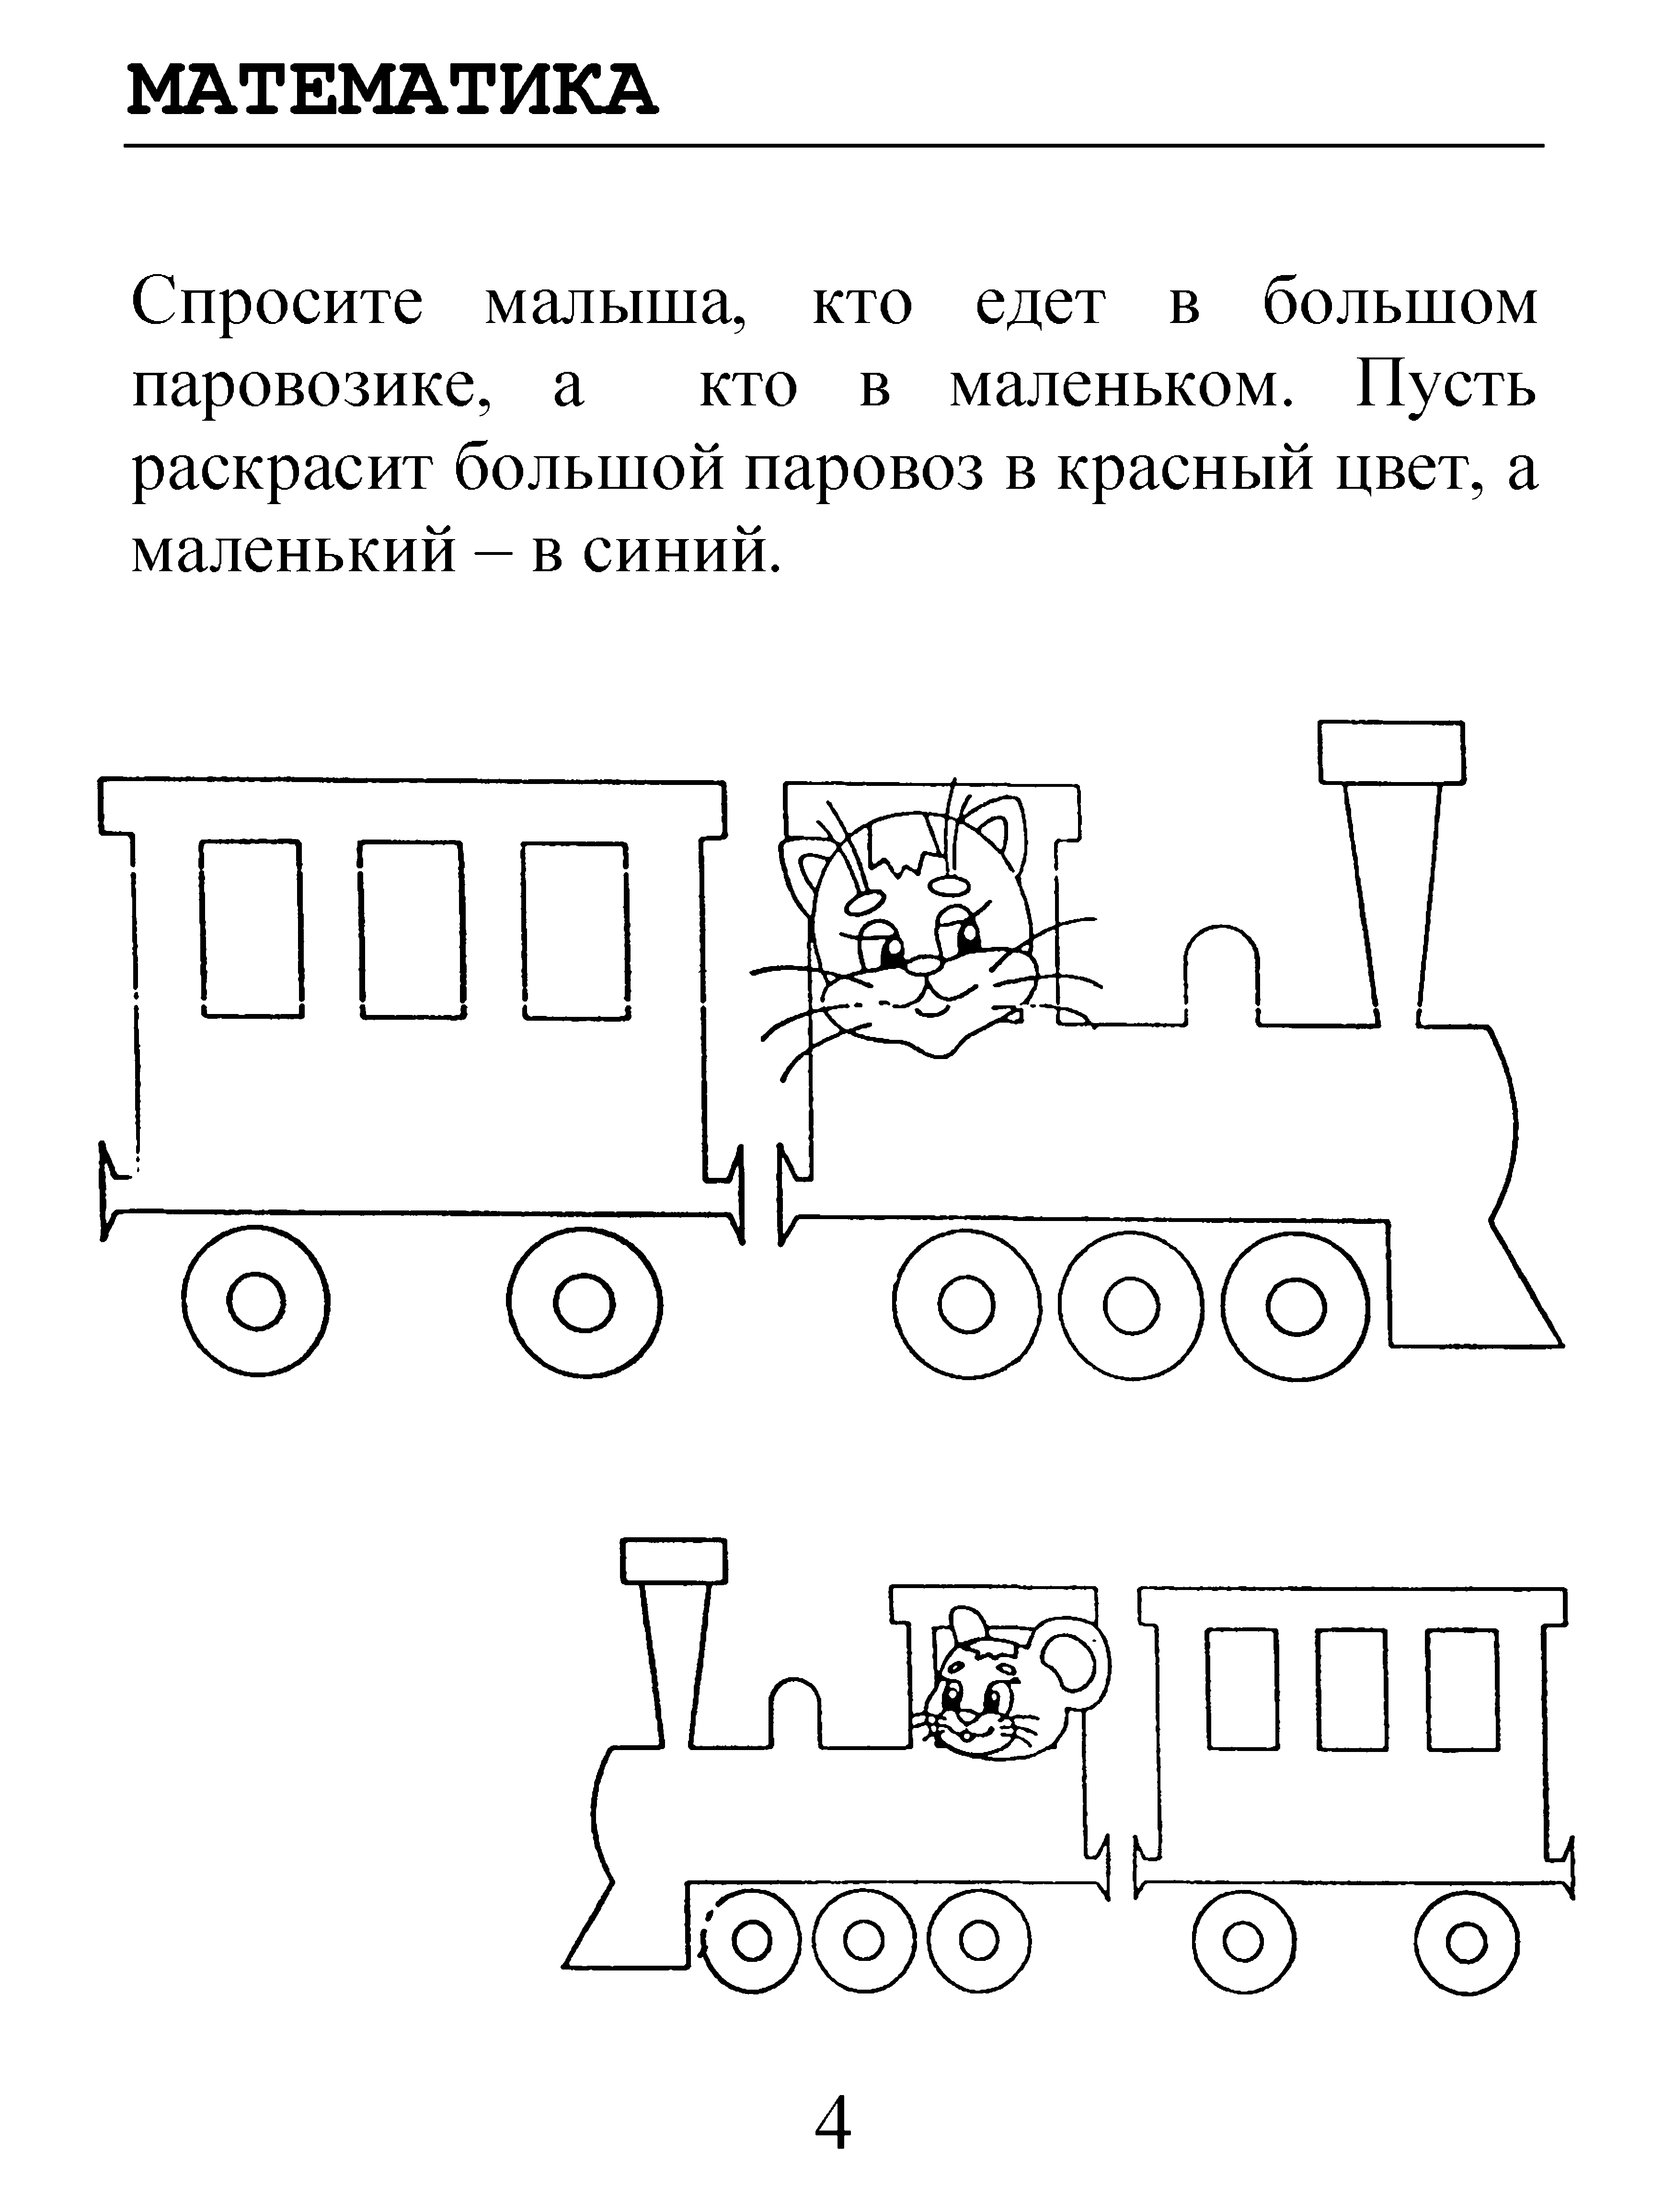 МАТЕМАТИКА
Спросите малыша, кто едет в большом
паровозике, а кто в маленьком. Пусть
раскрасит большой паровоз в красный цвет, а
маленький – в синий.
4